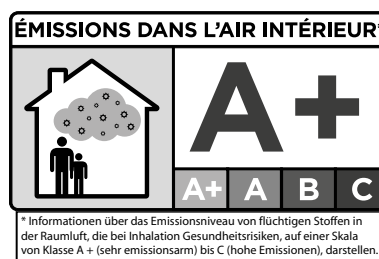 ÉMISSIONS DANS L'AIR INTÉRIEUR*
A+
A+ A B C
* Informationen über das Emissionsniveau von flüchtigen Stoffen in
der Raumluft, die bei Inhalation Gesundheitsrisiken, auf einer Skala
von Klasse A + (sehr emissionsarm) bis C (hohe Emissionen), darstellen.